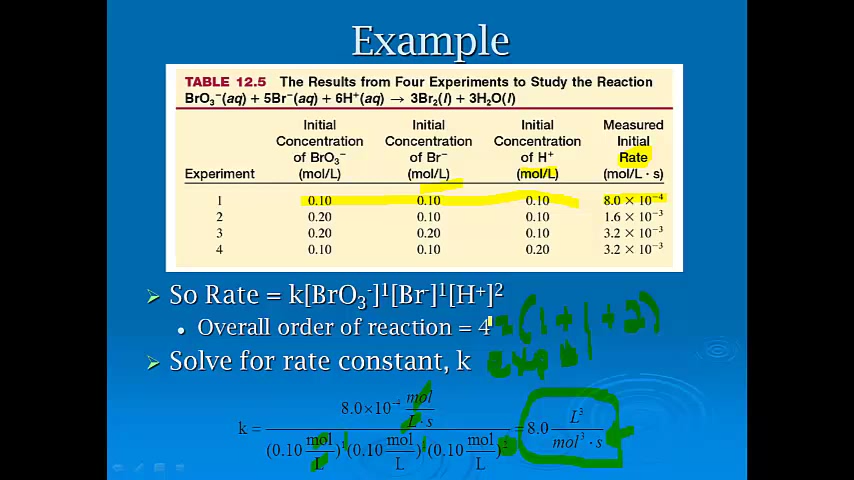 Example
TABLE 12.5 The Results from Four Experiments to Study the Reaction
BrO₃⁻(aq) + 5Br⁻(aq) + 6H⁺(aq) → 3Br₂(l) + 3H₂O(l)
Initial Initial Initial Measured
Concentration Concentration Concentration Initial
of BrO₃⁻ of Br⁻ of H⁺ Rate
Experiment (mol/L) (mol/L) (mol/L) (mol/L · s)
1 0.10 0.10 0.10 8.0 × 10⁻⁴
2 0.20 0.10 0.10 1.6 × 10⁻³
3 0.20 0.20 0.10 3.2 × 10⁻³
4 0.10 0.10 0.20 3.2 × 10⁻³
So Rate = k[BrO₃⁻]¹[Br⁻]¹[H⁺]²
Overall order of reaction = 4 = (1 + 1 + 2)
Solve for rate constant, k
k = (8.0×10⁻⁴ mol/L·s) / ((0.10 mol/L)¹(0.10 mol/L)¹(0.10 mol/L)²) = 8.0 L³/mol³·s